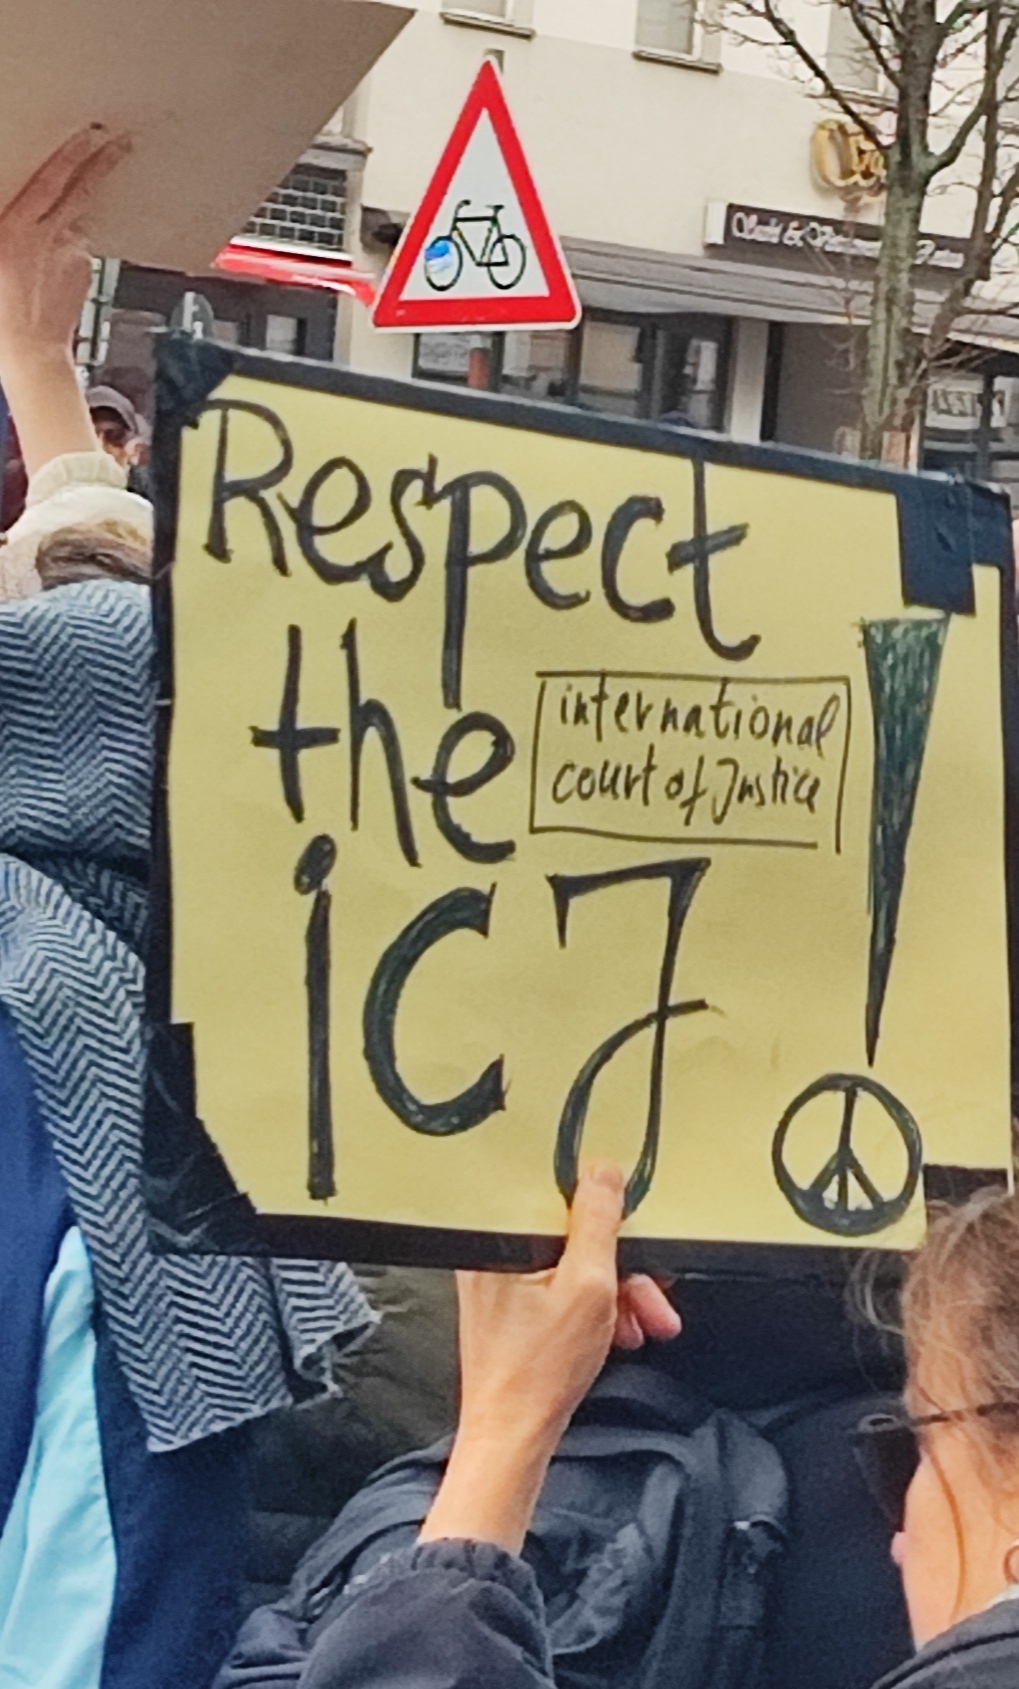 Respect
the
international
court of Justice
icJ